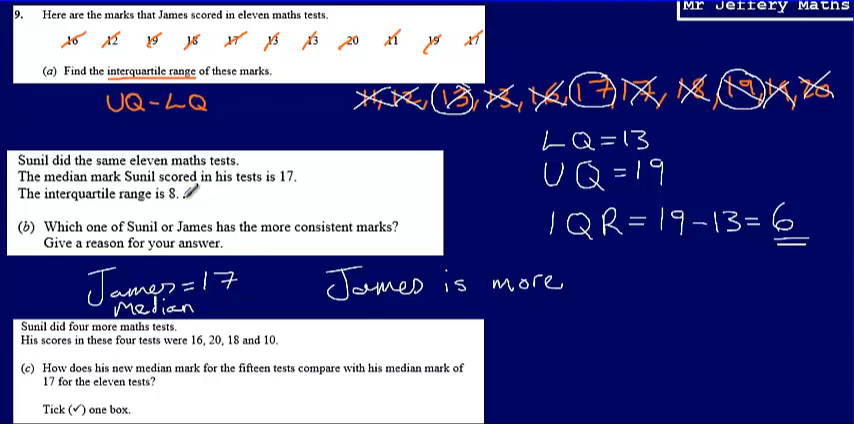 Mr Jeffery Maths
9. Here are the marks that James scored in eleven maths tests.
16 12 19 18 17 13 13 20 11 19 17
(a) Find the interquartile range of these marks.
UQ-LQ
11, 12, 13, 13, 16, 17, 17, 18, 19, 19, 20
LQ=13
UQ=19
IQR=19-13=6
Sunil did the same eleven maths tests.
The median mark Sunil scored in his tests is 17.
The interquartile range is 8.
(b) Which one of Sunil or James has the more consistent marks?
Give a reason for your answer.
James=17
Median
James is more
Sunil did four more maths tests.
His scores in these four tests were 16, 20, 18 and 10.
(c) How does his new median mark for the fifteen tests compare with his median mark of
17 for the eleven tests?
Tick (✓) one box.